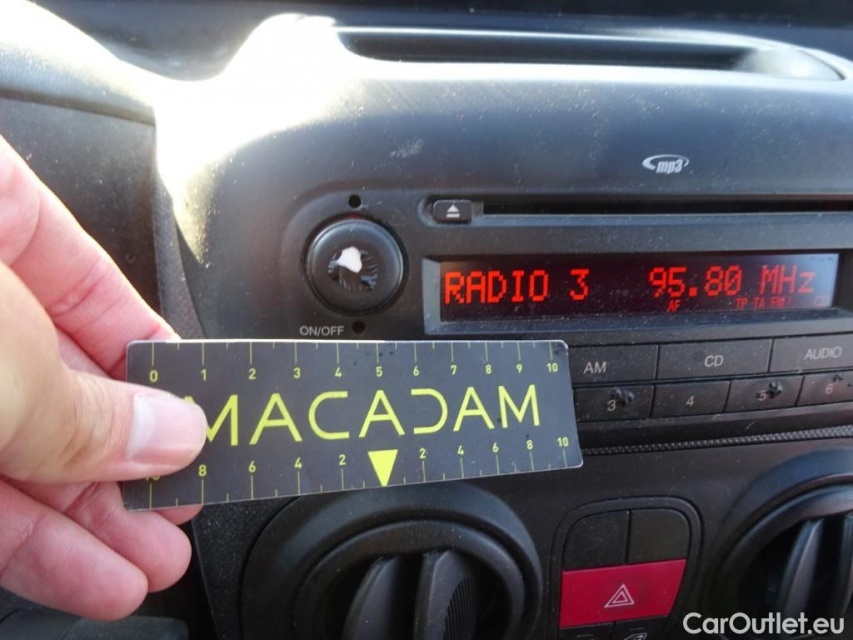 mp3
RADIO 3 95.80 MHz
AF TP-TA FM1
ON/OFF
AM CD AUDIO
3 4 5 6
0 1 2 3 4 5 6 7 8 9 10
MACADAM
10 8 6 4 2 2 4 6 8 10
CarOutlet.eu